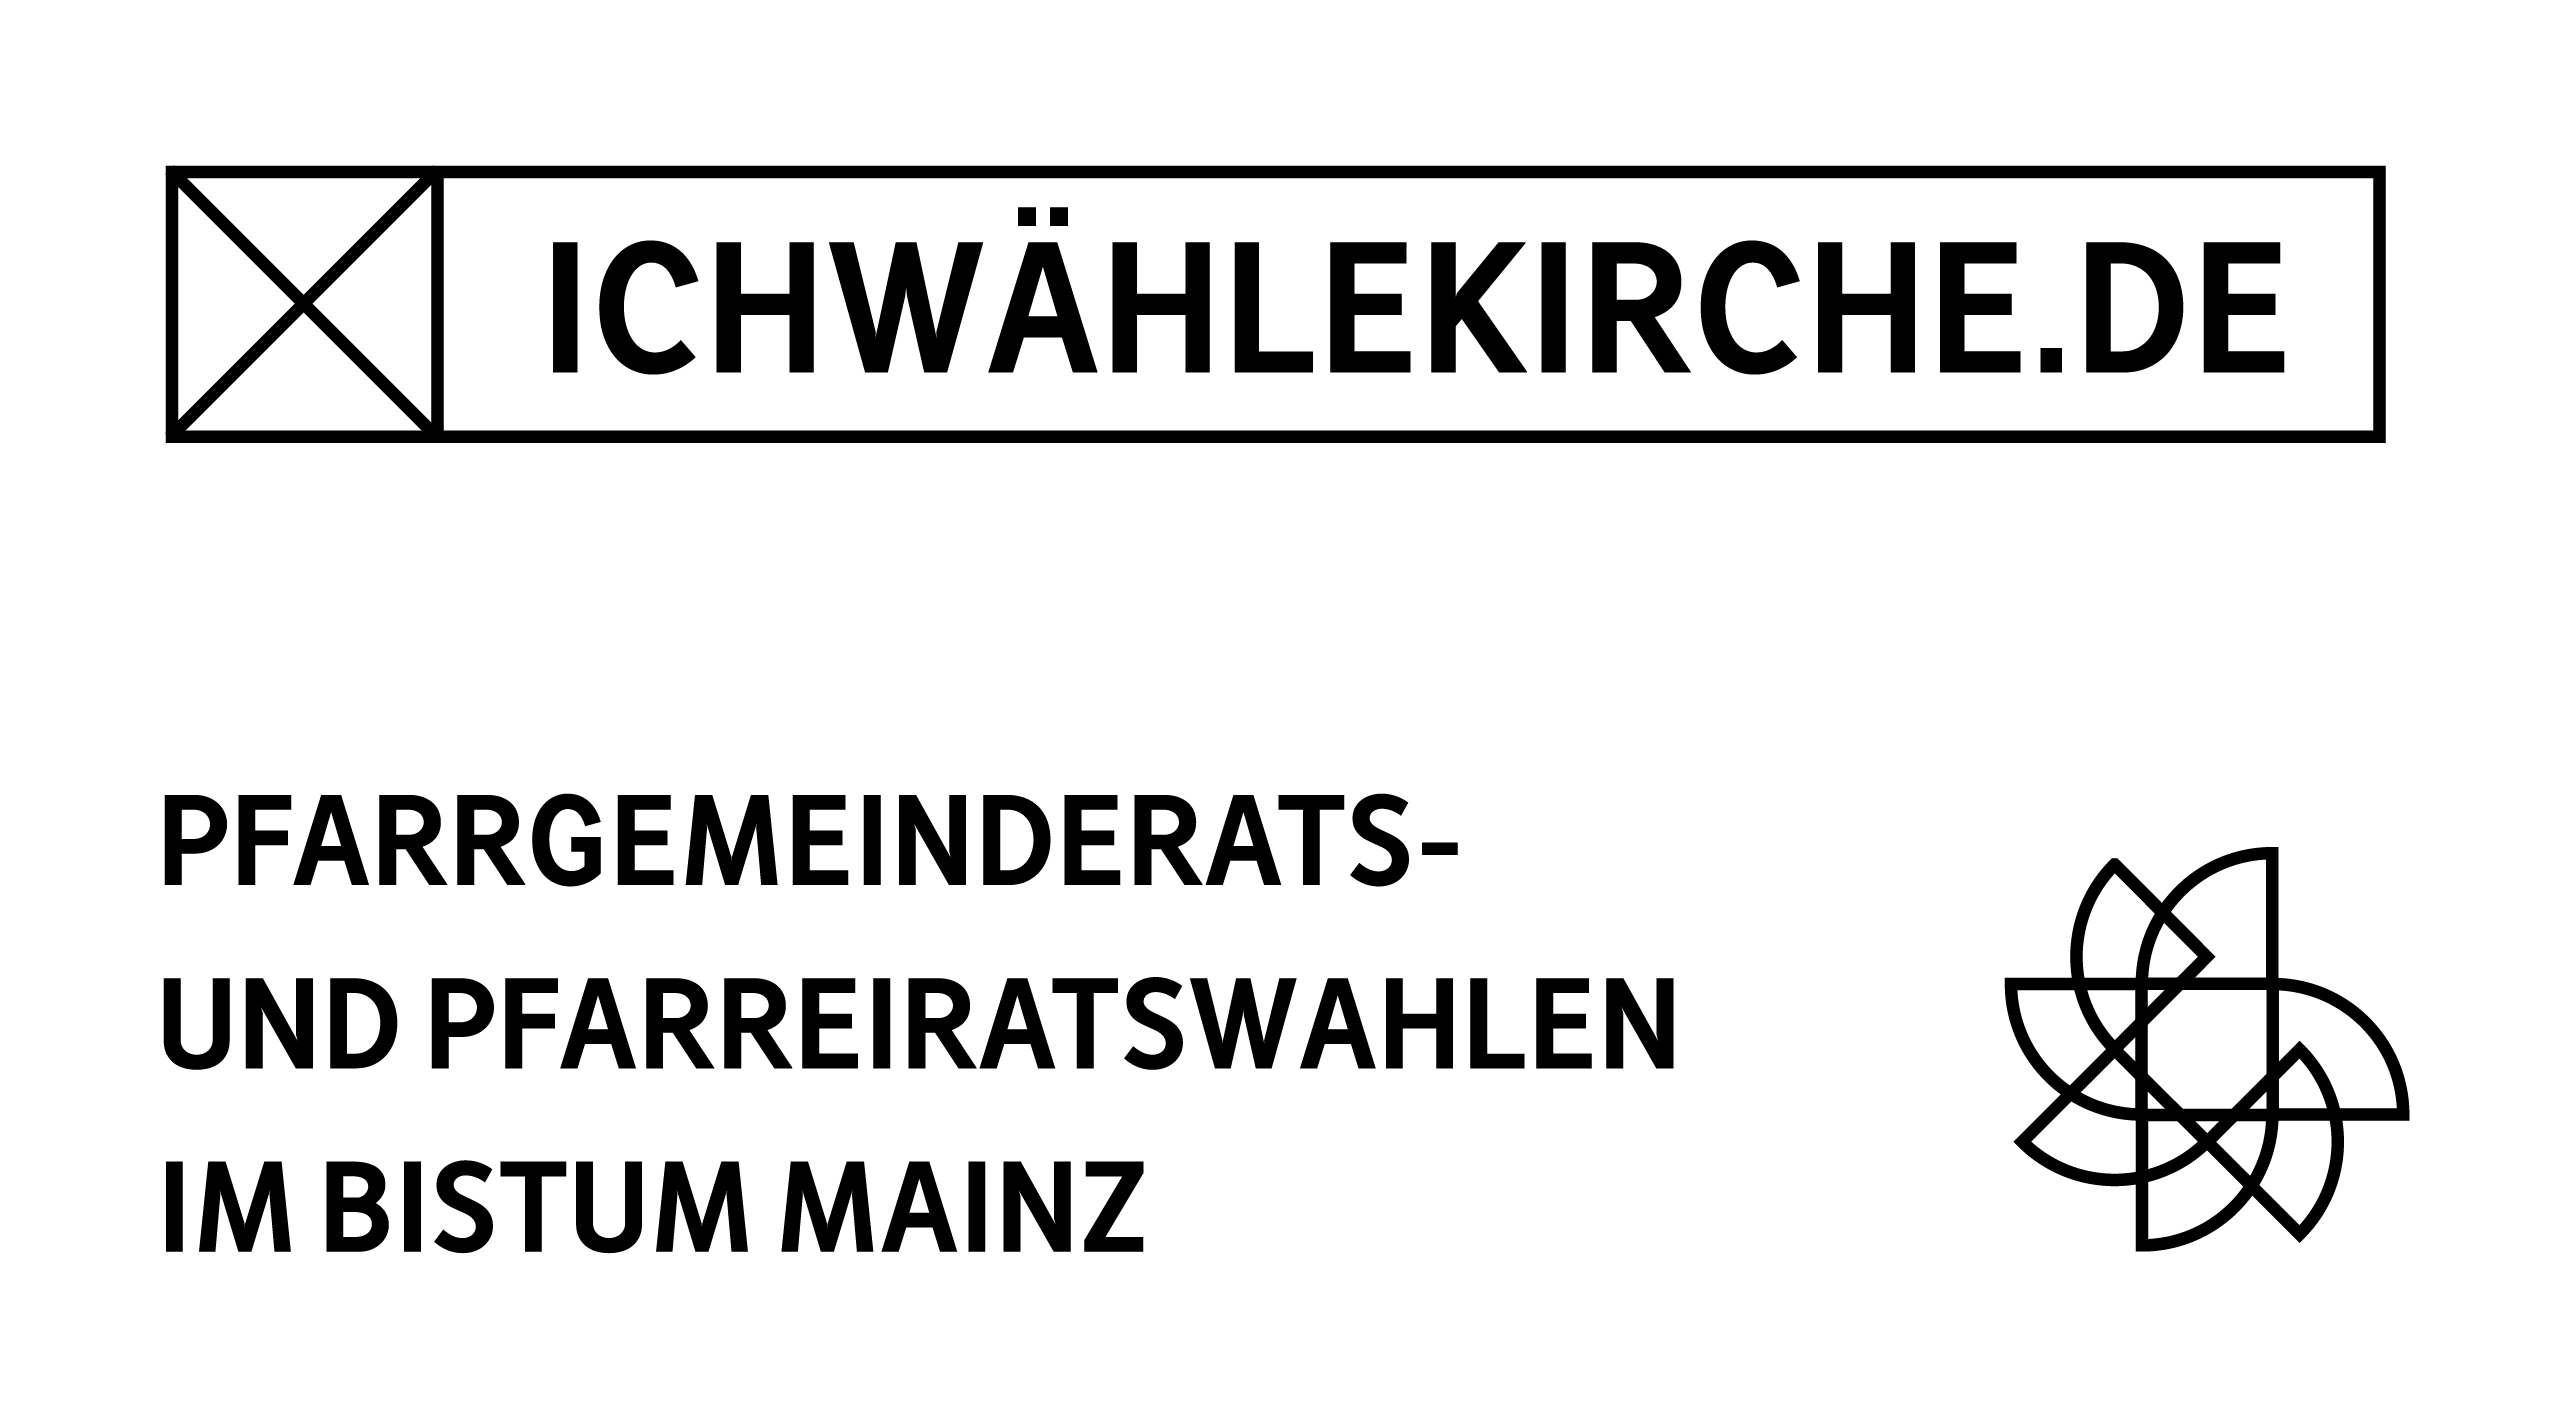 ICHWÄHLEKIRCHE.DE
PFARRGEMEINDERATS-
UND PFARREIRATSWAHLEN
IM BISTUM MAINZ